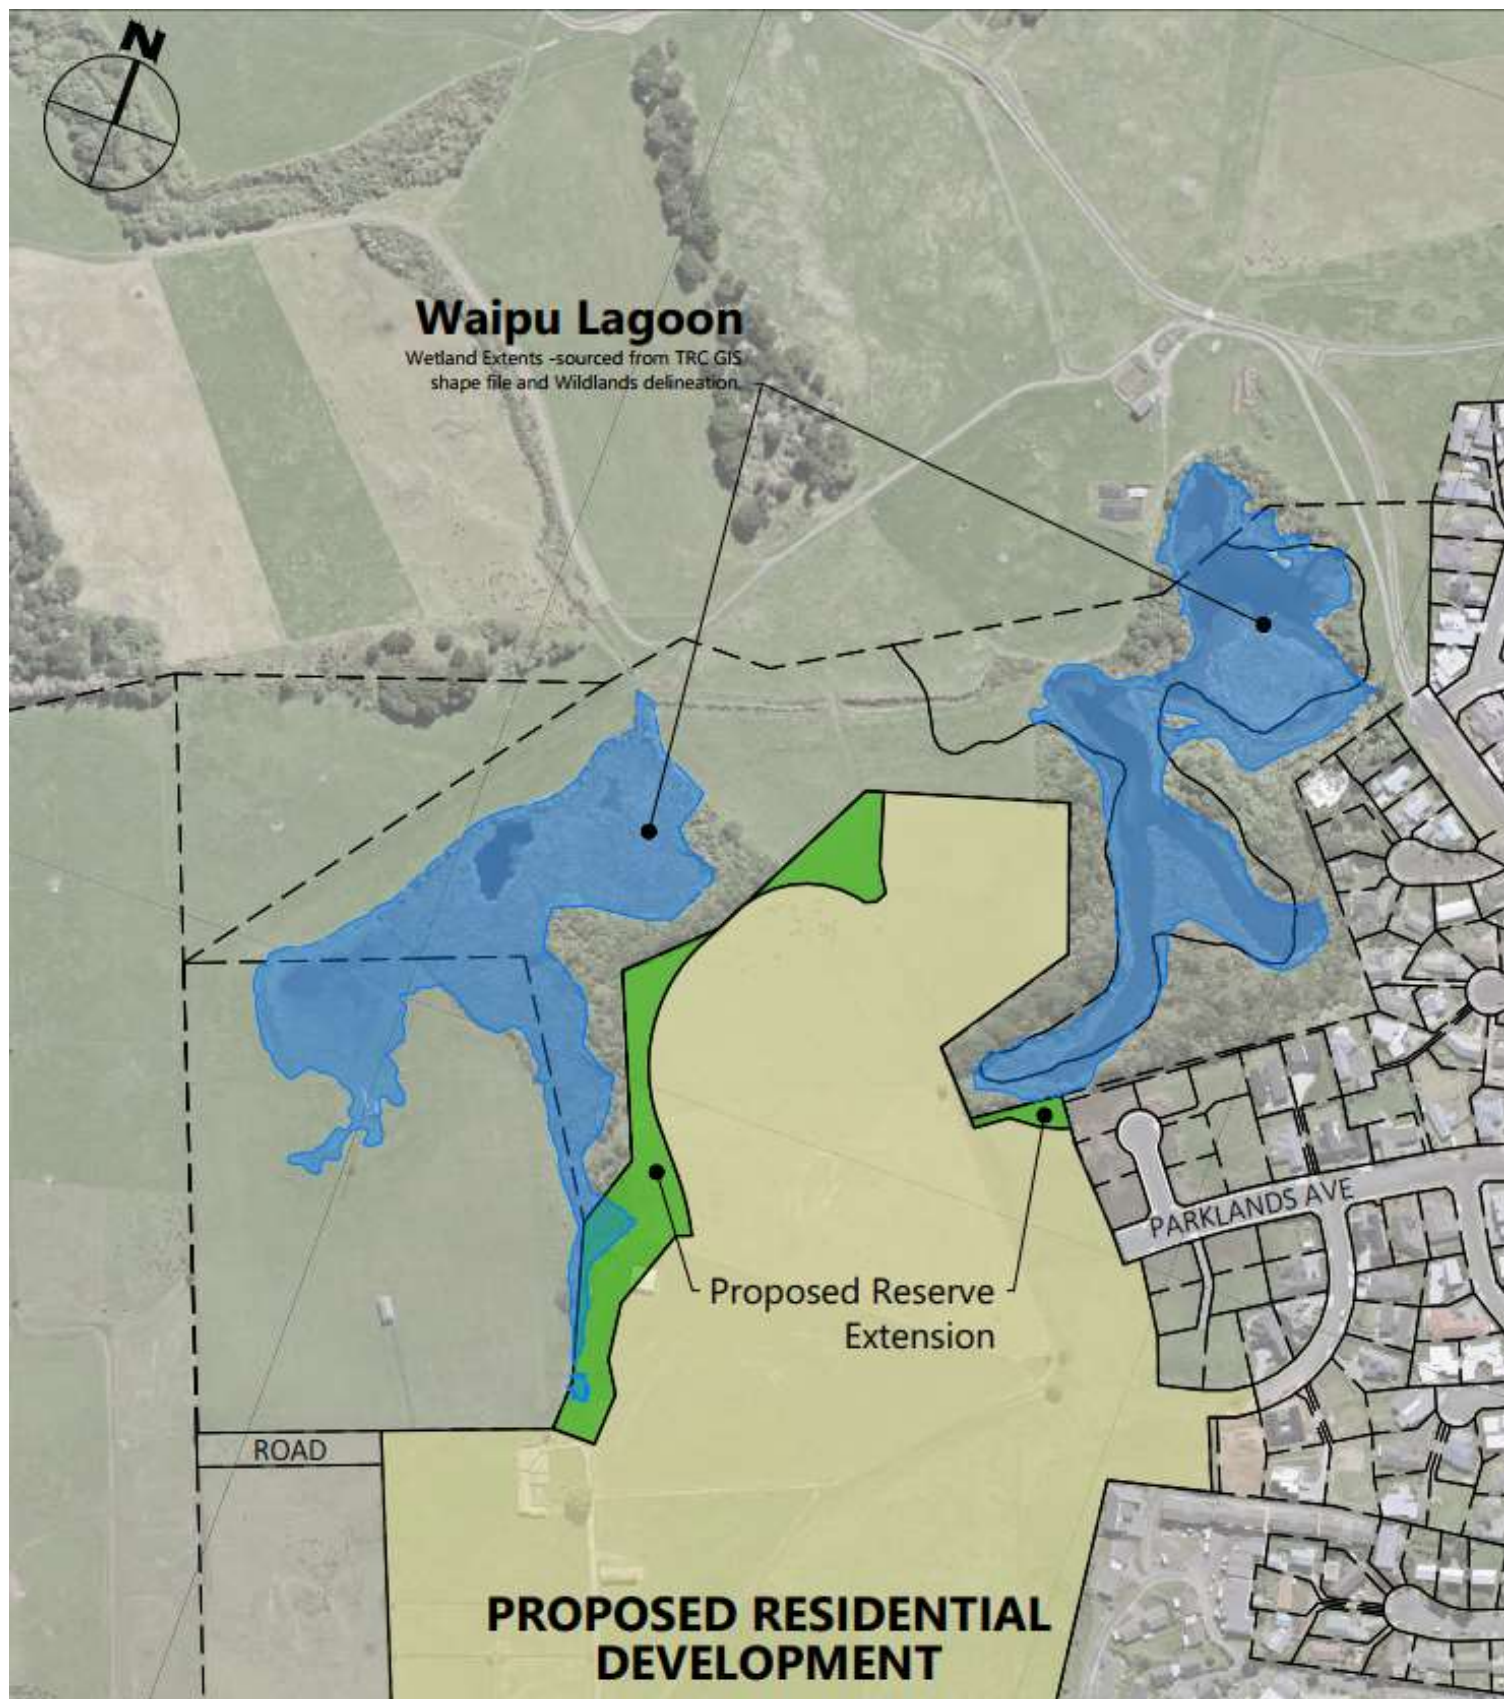 N
Waipu Lagoon
Wetland Extents -sourced from TRC GIS
shape file and Wildlands delineation.
PARKLANDS AVE
Proposed Reserve
Extension
ROAD
PROPOSED RESIDENTIAL
DEVELOPMENT